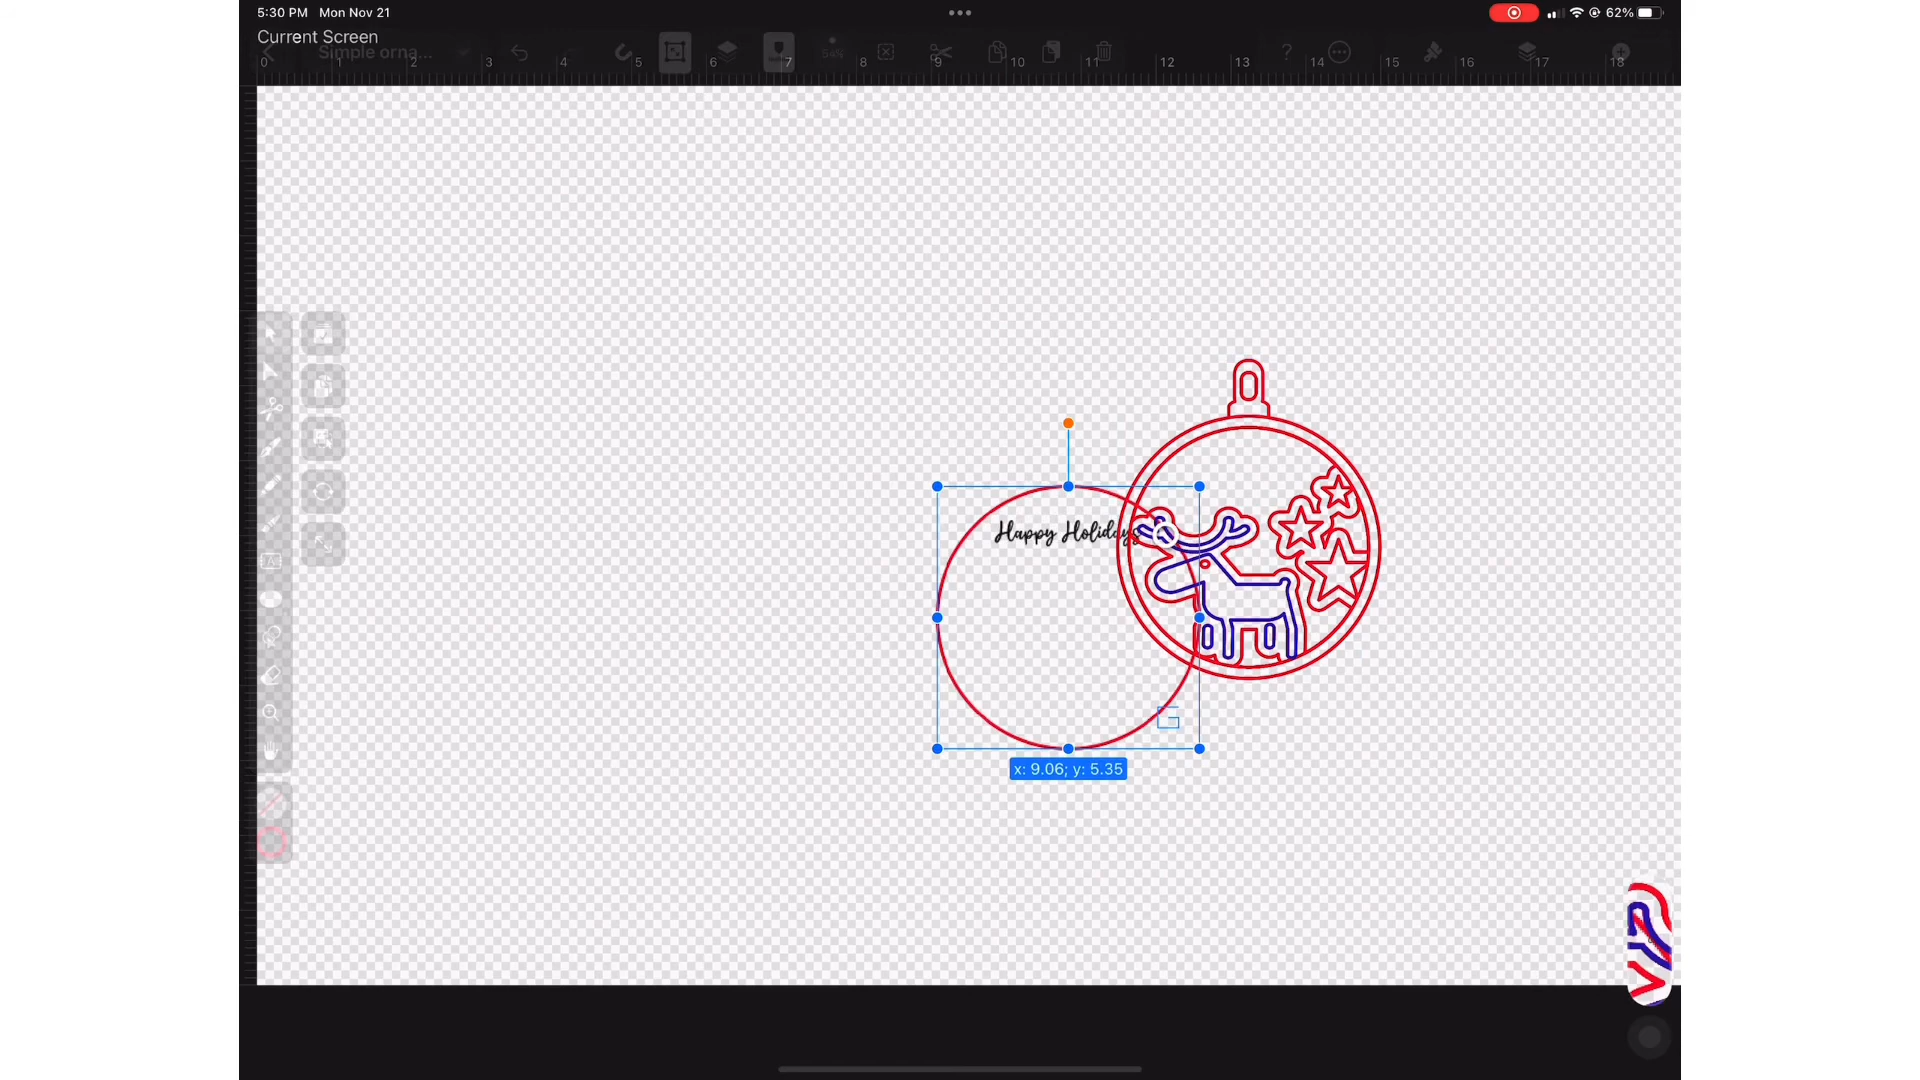 5:30 PM Mon Nov 21
62%
Current Screen
Simple orna...
54%
?
0 1 2 3 4 5 6 7 8 9 10 11 12 13 14 15 16 17 18
Happy Holidays
A
x: 9.06; y: 5.35